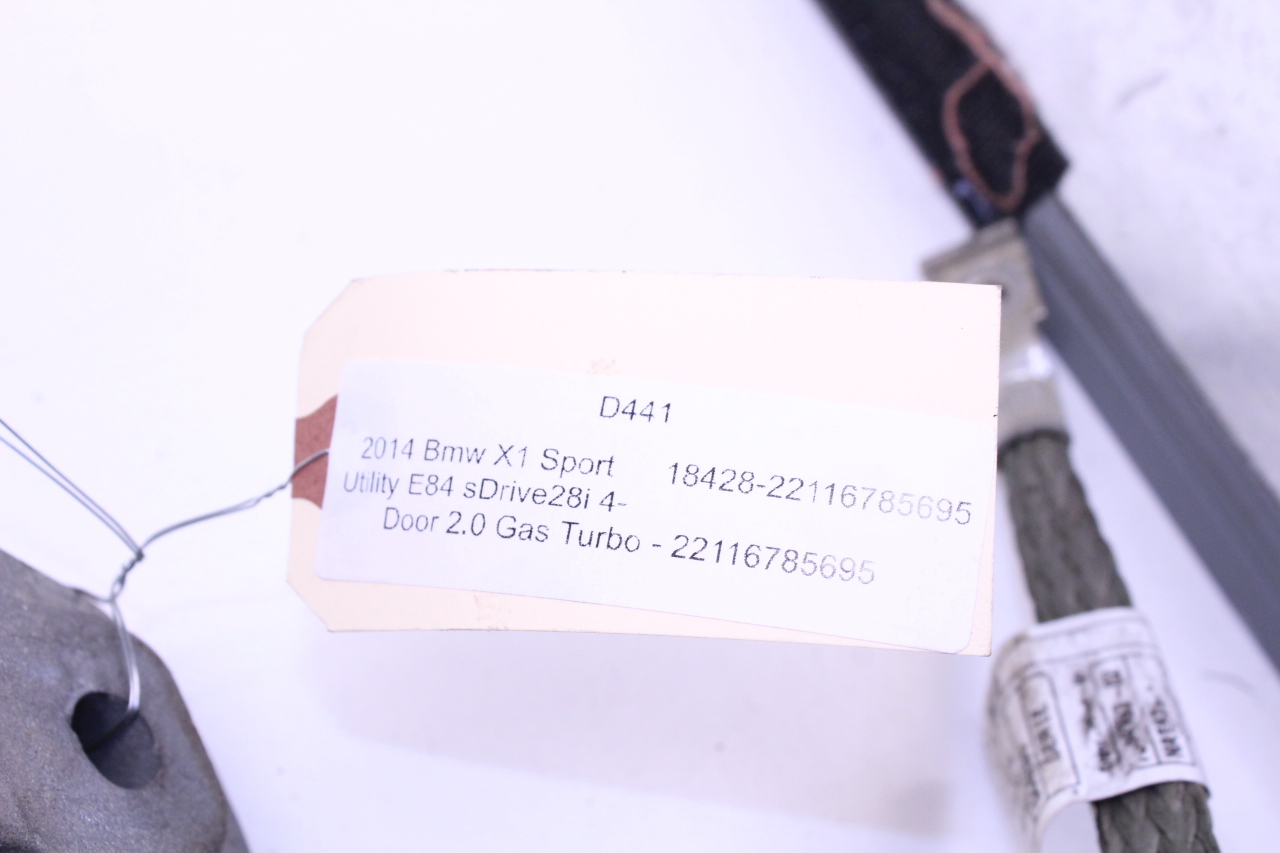 D441
2014 Bmw X1 Sport
Utility E84 sDrive28i 4-
Door 2.0 Gas Turbo - 22116785695
18428-22116785695